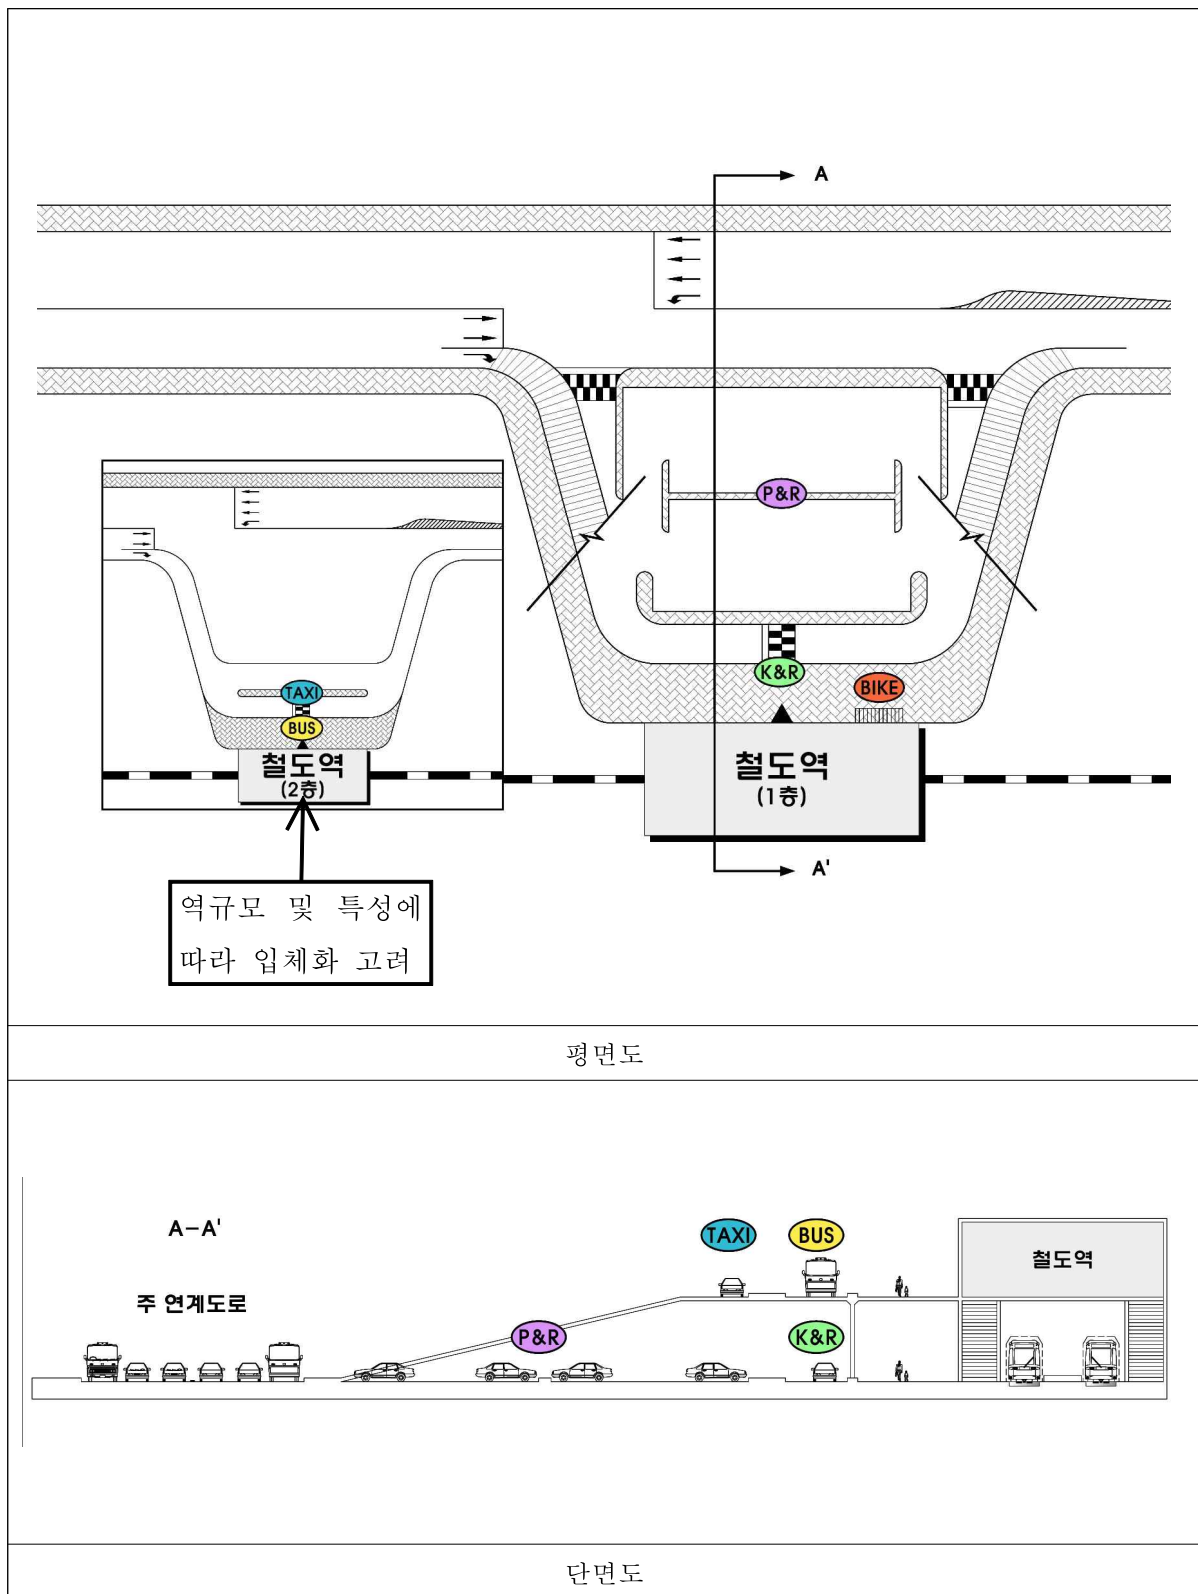 A
P&R
K&R
BIKE
TAXI
BUS
철도역
(2층)
철도역
(1층)
A'
역규모 및 특성에
따라 입체화 고려
평면도
A-A'
주 연계도로
TAXI
BUS
철도역
P&R
K&R
단면도